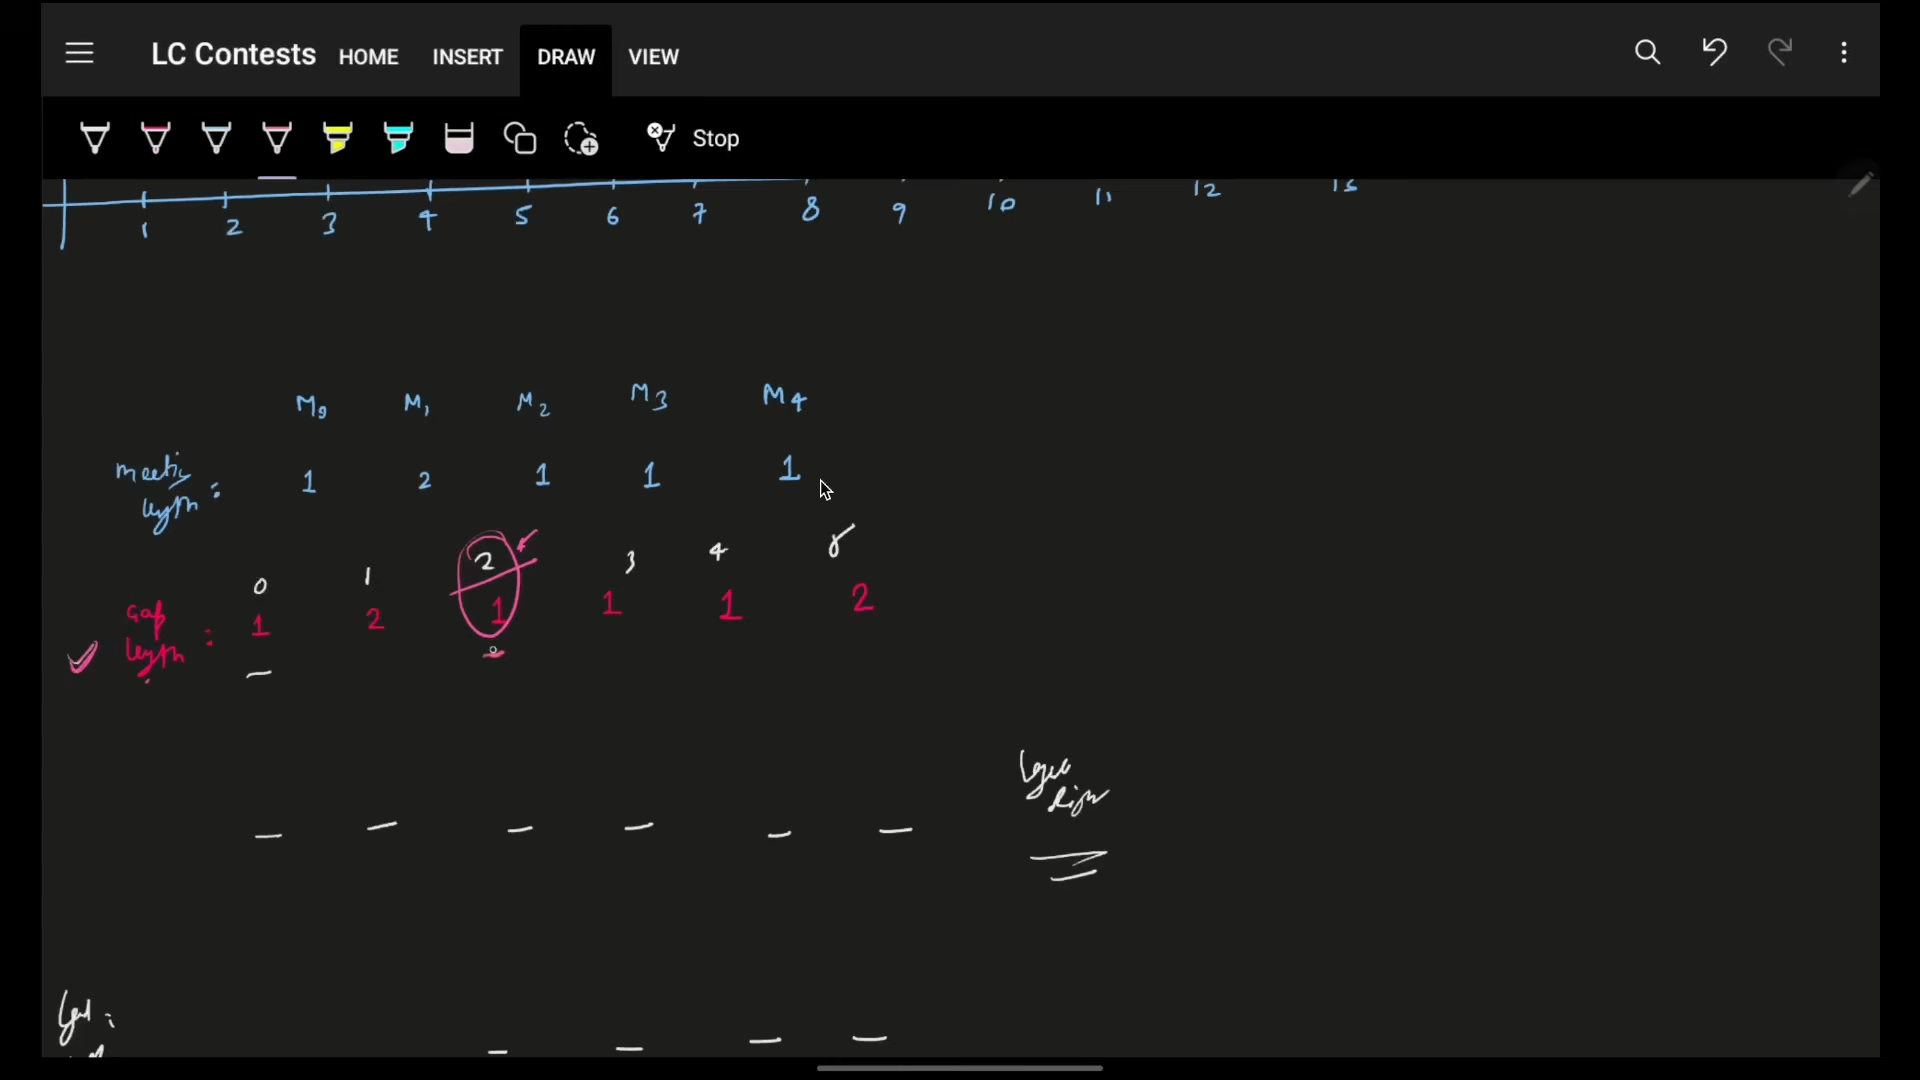 LC Contests HOME INSERT DRAW VIEW
Stop
1 2 3 4 5 6 7 8 9 10 11 12 13
M0 M1 M2 M3 M4
length : 1 2 1 1 1
0 1 2 3 4
Gap length : 1 2 1 1 1 2